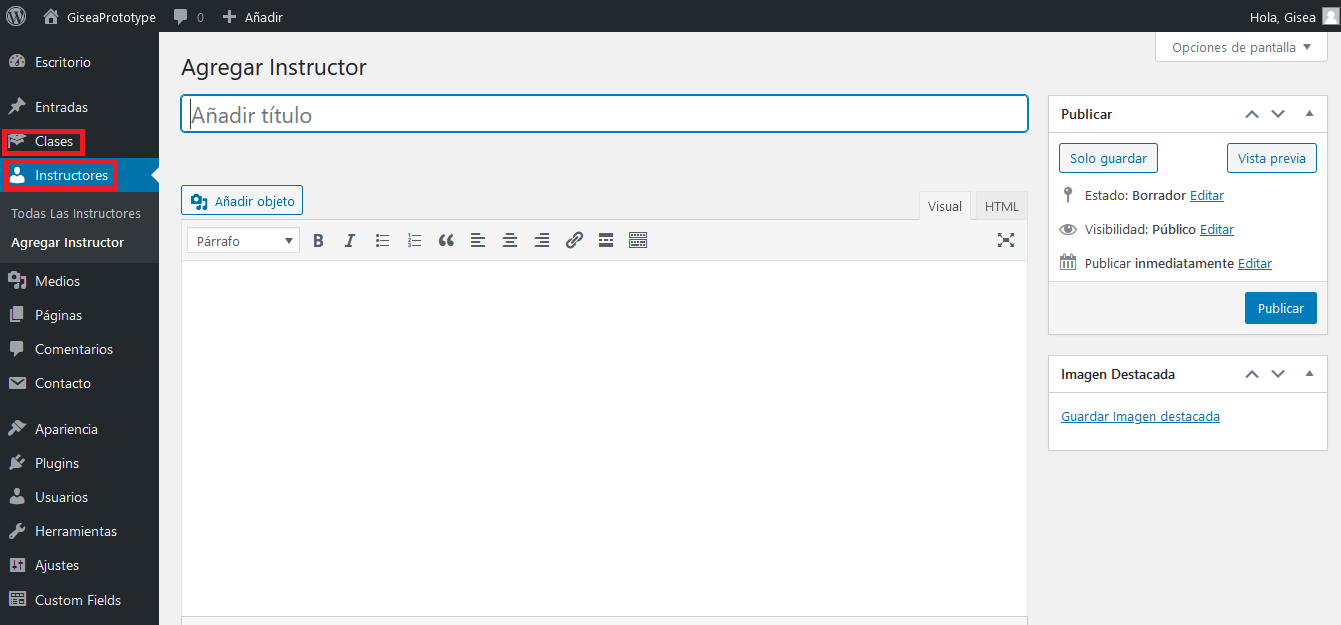 GiseaPrototype 0 Añadir Hola, Gisea
Opciones de pantalla
Escritorio
Entradas
Clases
Instructores
Todas Las Instructores
Agregar Instructor
Medios
Páginas
Comentarios
Contacto
Apariencia
Plugins
Usuarios
Herramientas
Ajustes
Custom Fields
Agregar Instructor
Añadir título
Añadir objeto
Visual HTML
Párrafo B I
Publicar
Solo guardar Vista previa
Estado: Borrador Editar
Visibilidad: Público Editar
Publicar inmediatamente Editar
Publicar
Imagen Destacada
Guardar Imagen destacada